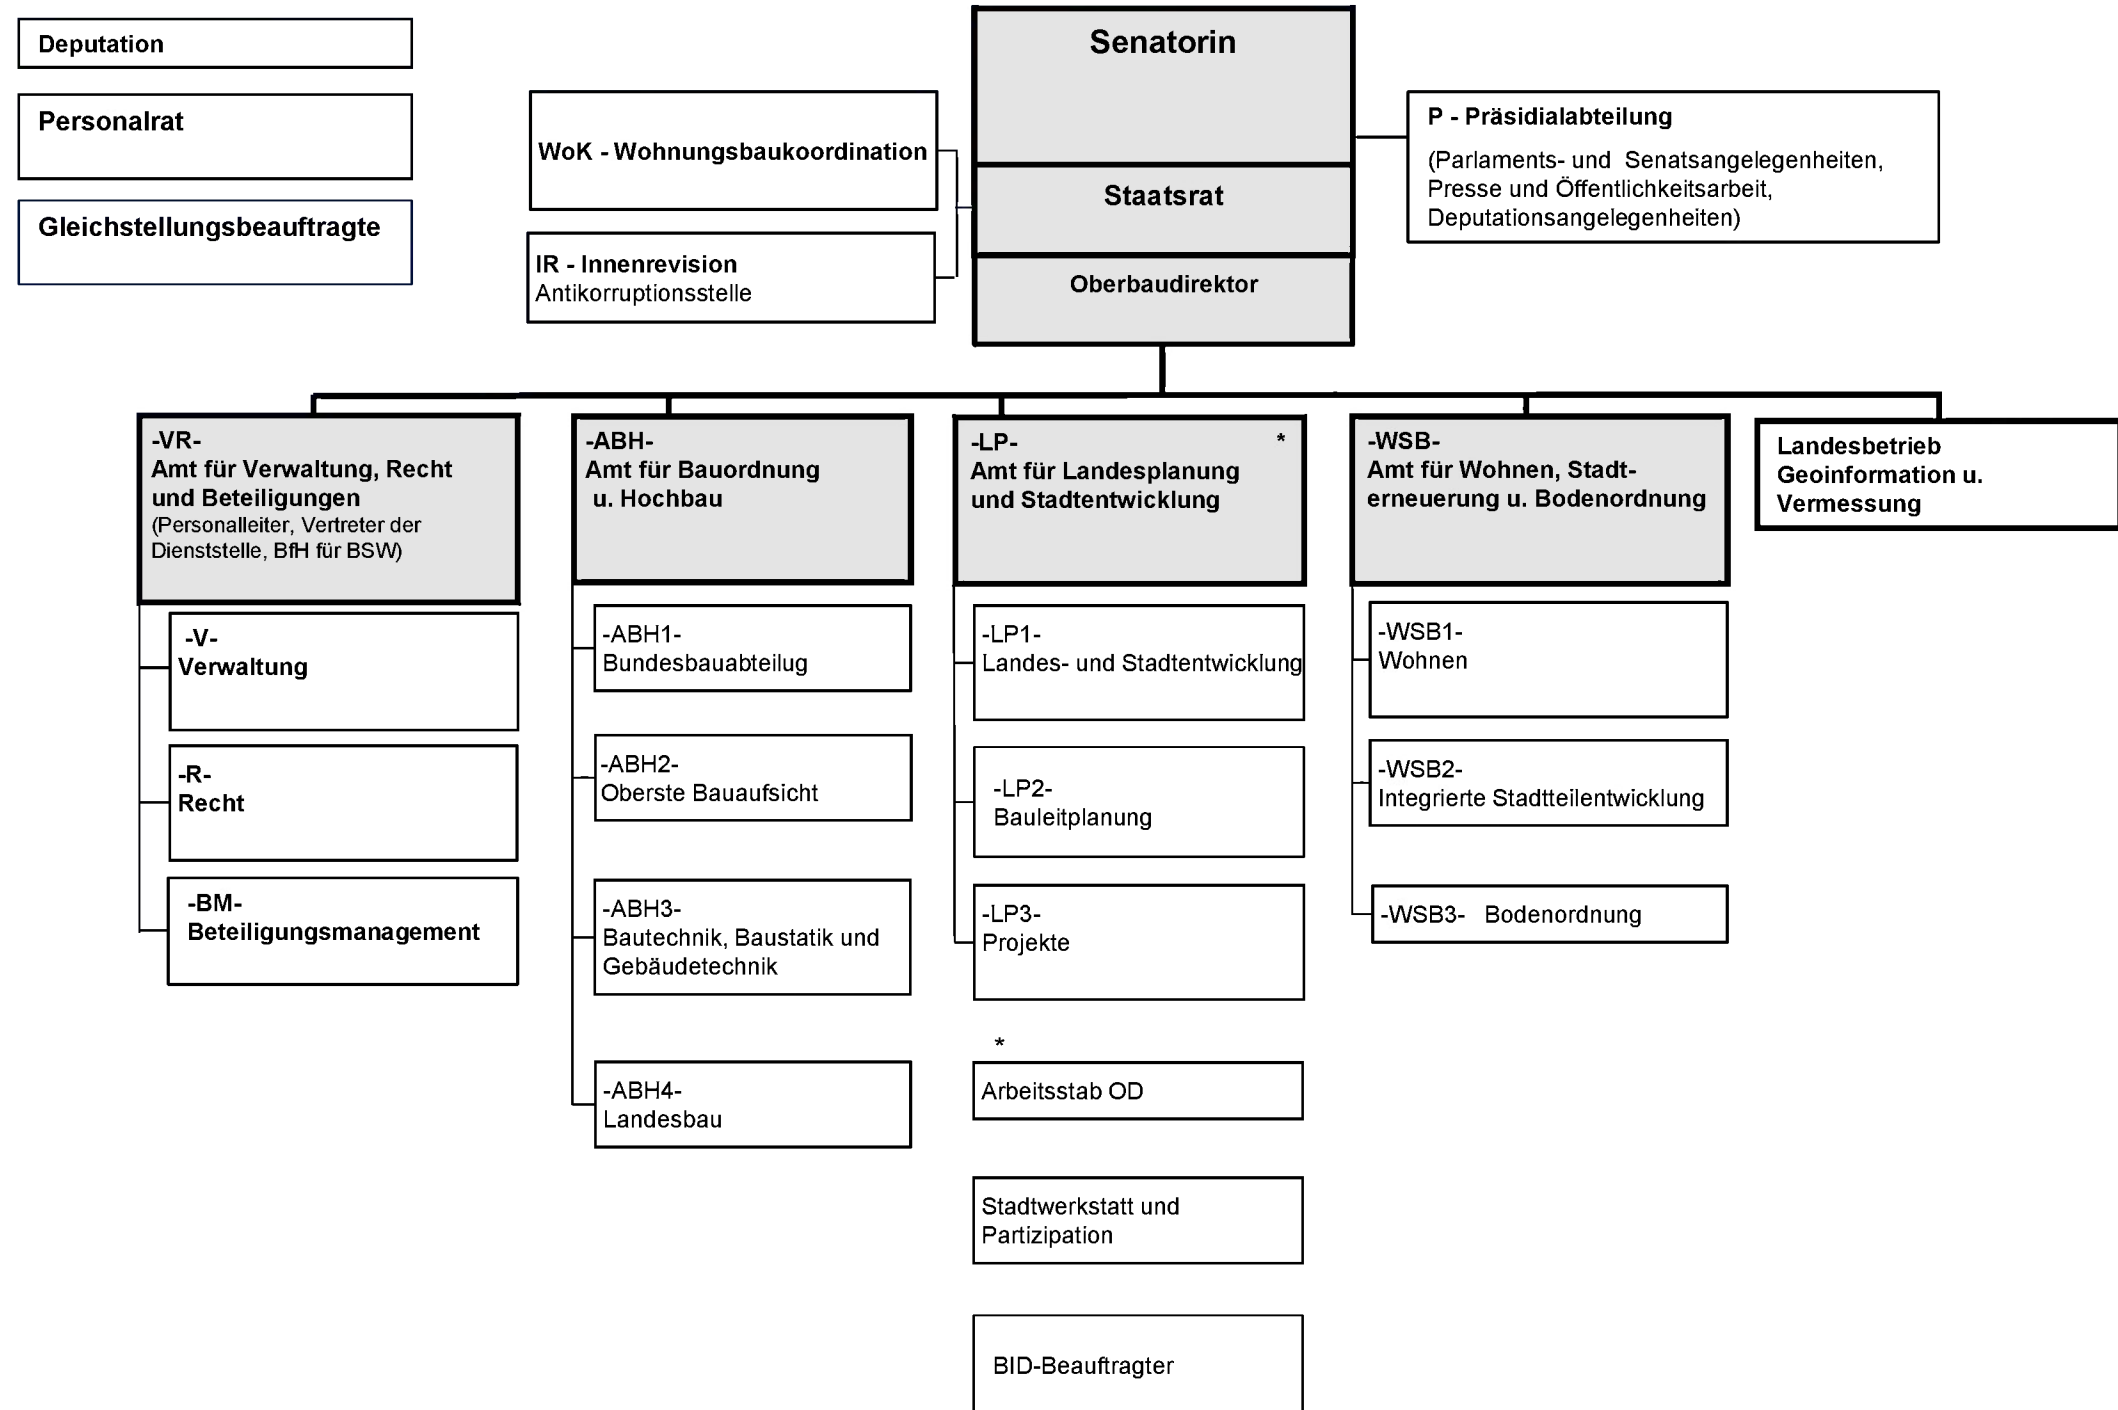 Deputation
Personalrat
Gleichstellungsbeauftragte
WoK - Wohnungsbaukoordination
IR - Innenrevision
Antikorruptionsstelle
Senatorin
Staatsrat
Oberbaudirektor
P - Präsidialabteilung
(Parlaments- und Senatsangelegenheiten,
Presse und Öffentlichkeitsarbeit,
Deputationsangelegenheiten)
-VR-
Amt für Verwaltung, Recht
und Beteiligungen
(Personalleiter, Vertreter der
Dienststelle, BfH für BSW)
-V-
Verwaltung
-R-
Recht
-BM-
Beteiligungsmanagement
-ABH-
Amt für Bauordnung
u. Hochbau
-ABH1-
Bundesbauabteilug
-ABH2-
Oberste Bauaufsicht
-ABH3-
Bautechnik, Baustatik und
Gebäudetechnik
-ABH4-
Landesbau
-LP- *
Amt für Landesplanung
und Stadtentwicklung
-LP1-
Landes- und Stadtentwicklung
-LP2-
Bauleitplanung
-LP3-
Projekte
*
Arbeitsstab OD
Stadtwerkstatt und
Partizipation
BID-Beauftragter
-WSB-
Amt für Wohnen, Stadt-
erneuerung u. Bodenordnung
-WSB1-
Wohnen
-WSB2-
Integrierte Stadtteilentwicklung
-WSB3- Bodenordnung
Landesbetrieb
Geoinformation u.
Vermessung